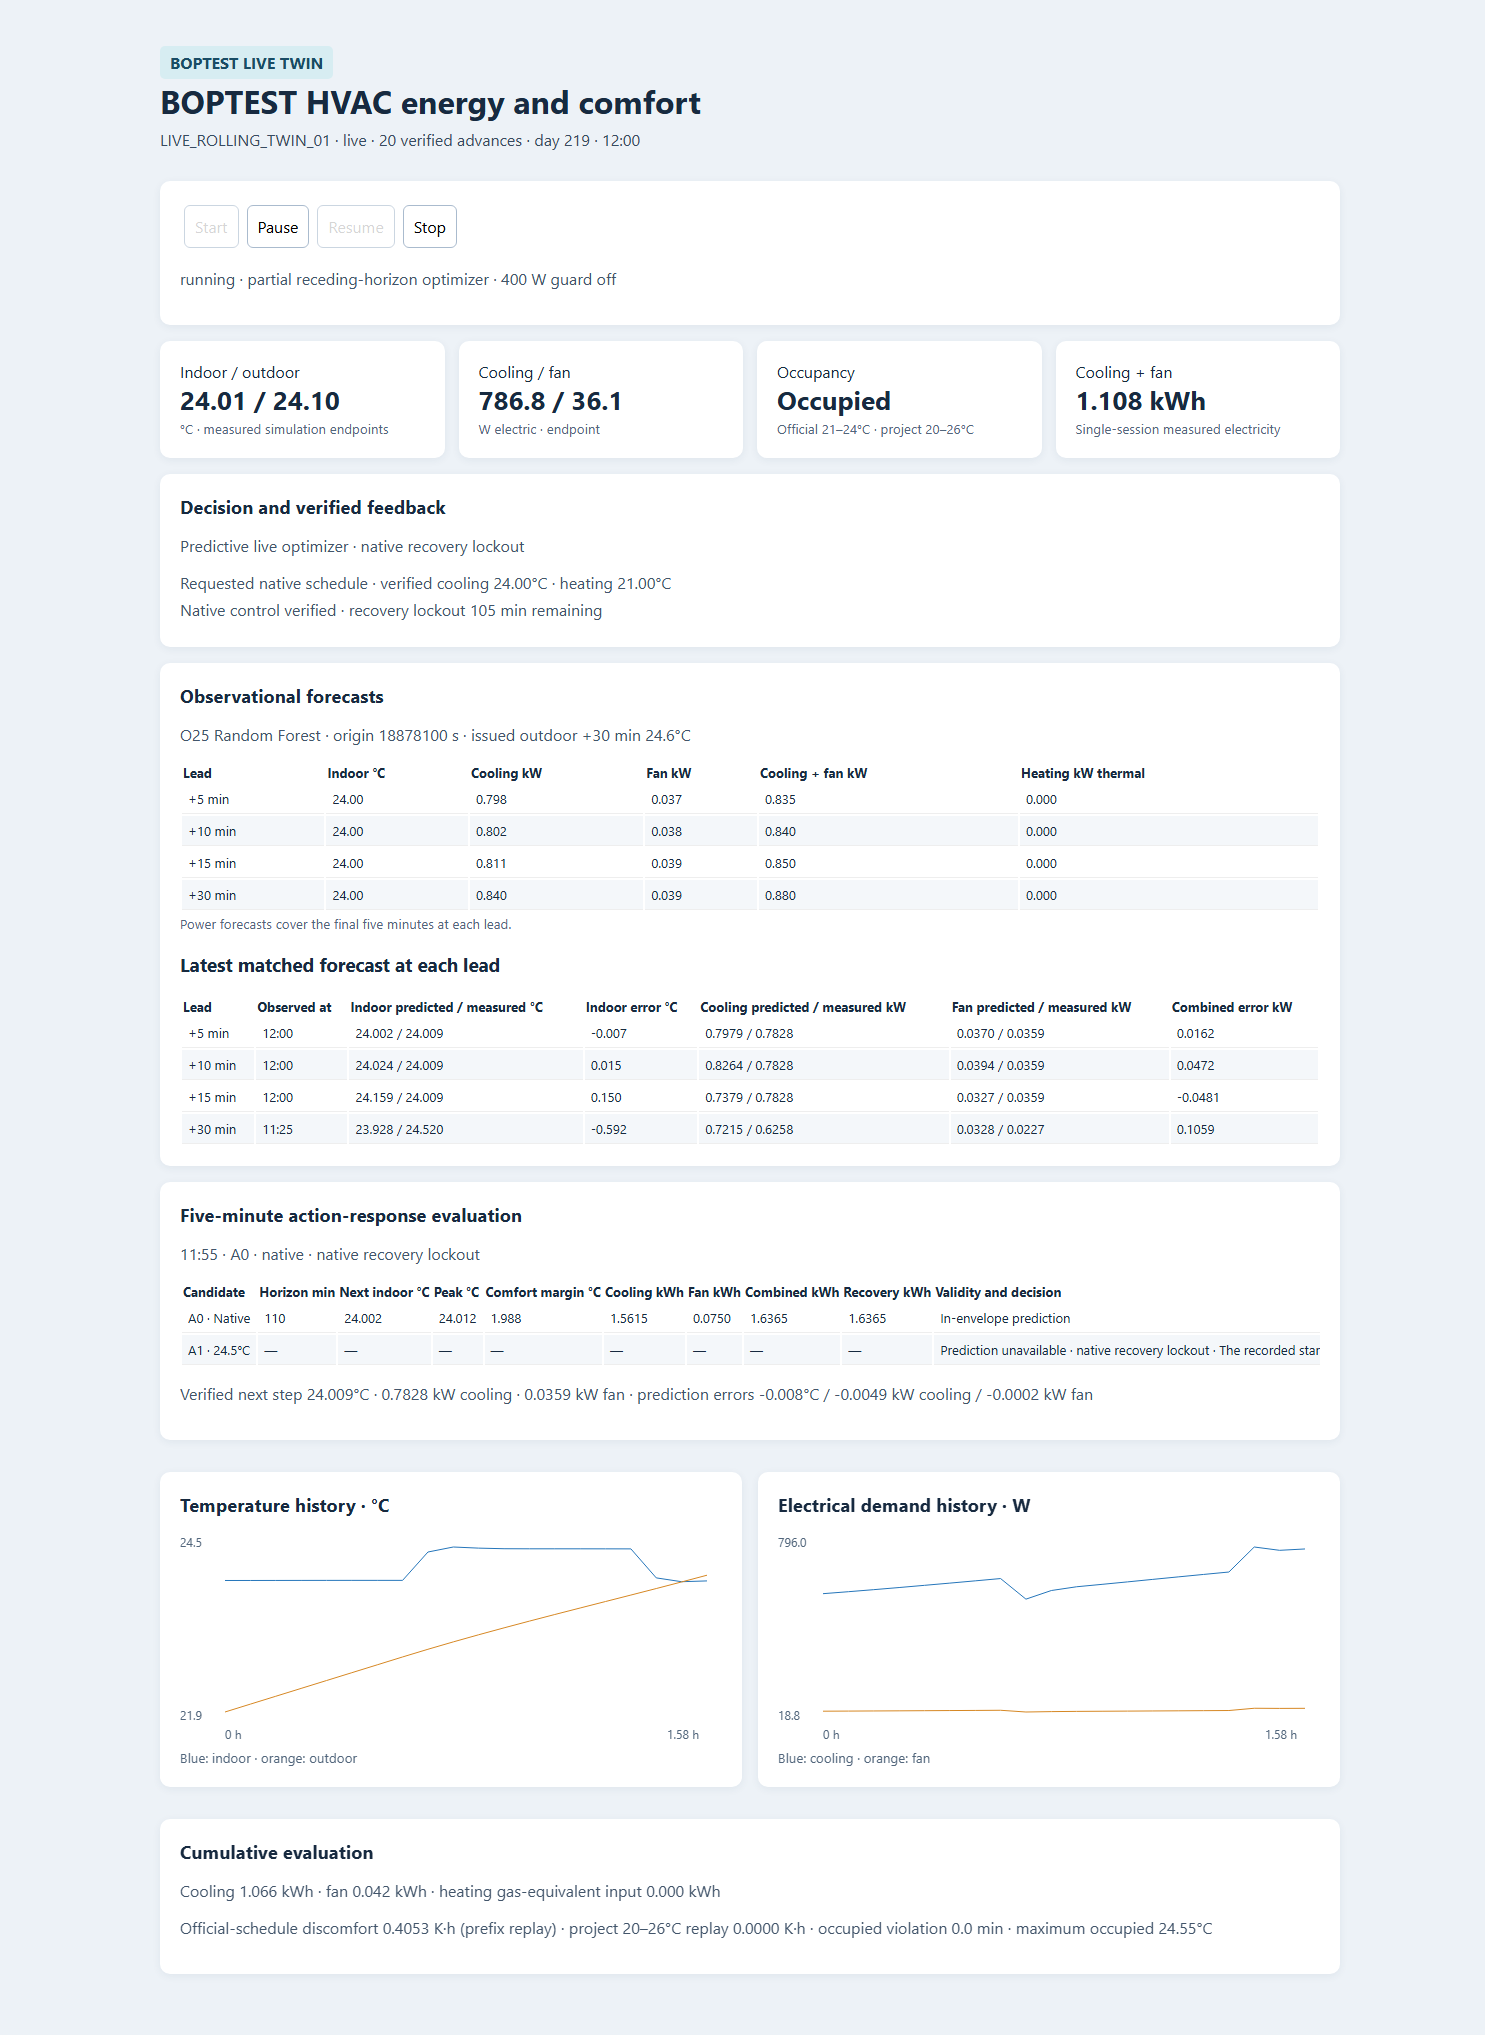 BOPTEST LIVE TWIN
BOPTEST HVAC energy and comfort
LIVE_ROLLING_TWIN_01 · live · 20 verified advances · day 219 · 12:00
Start Pause Resume Stop
running · partial receding-horizon optimizer · 400 W guard off
Indoor / outdoor
24.01 / 24.10
°C · measured simulation endpoints
Cooling / fan
786.8 / 36.1
W electric · endpoint
Occupancy
Occupied
Official 21–24°C · project 20–26°C
Cooling + fan
1.108 kWh
Single-session measured electricity
Decision and verified feedback
Predictive live optimizer · native recovery lockout
Requested native schedule · verified cooling 24.00°C · heating 21.00°C
Native control verified · recovery lockout 105 min remaining
Observational forecasts
O25 Random Forest · origin 18878100 s · issued outdoor +30 min 24.6°C
Lead Indoor °C Cooling kW Fan kW Cooling + fan kW Heating kW thermal
+5 min 24.00 0.798 0.037 0.835 0.000
+10 min 24.00 0.802 0.038 0.840 0.000
+15 min 24.00 0.811 0.039 0.850 0.000
+30 min 24.00 0.840 0.039 0.880 0.000
Power forecasts cover the final five minutes at each lead.
Latest matched forecast at each lead
Lead Observed at Indoor predicted / measured °C Indoor error °C Cooling predicted / measured kW Fan predicted / measured kW Combined error kW
+5 min 12:00 24.002 / 24.009 -0.007 0.7979 / 0.7828 0.0370 / 0.0359 0.0162
+10 min 12:00 24.024 / 24.009 0.015 0.8264 / 0.7828 0.0394 / 0.0359 0.0472
+15 min 12:00 24.159 / 24.009 0.150 0.7379 / 0.7828 0.0327 / 0.0359 -0.0481
+30 min 11:25 23.928 / 24.520 -0.592 0.7215 / 0.6258 0.0328 / 0.0227 0.1059
Five-minute action-response evaluation
11:55 · A0 · native · native recovery lockout
Candidate Horizon min Next indoor °C Peak °C Comfort margin °C Cooling kWh Fan kWh Combined kWh Recovery kWh Validity and decision
A0 · Native 110 24.002 24.012 1.988 1.5615 0.0750 1.6365 1.6365 In-envelope prediction
A1 · 24.5°C — — — — — — — — Prediction unavailable · native recovery lockout · The recorded star
Verified next step 24.009°C · 0.7828 kW cooling · 0.0359 kW fan · prediction errors -0.008°C / -0.0049 kW cooling / -0.0002 kW fan
Temperature history · °C
24.5
21.9
0 h 1.58 h
Blue: indoor · orange: outdoor
Electrical demand history · W
796.0
18.8
0 h 1.58 h
Blue: cooling · orange: fan
Cumulative evaluation
Cooling 1.066 kWh · fan 0.042 kWh · heating gas-equivalent input 0.000 kWh
Official-schedule discomfort 0.4053 K·h (prefix replay) · project 20–26°C replay 0.0000 K·h · occupied violation 0.0 min · maximum occupied 24.55°C